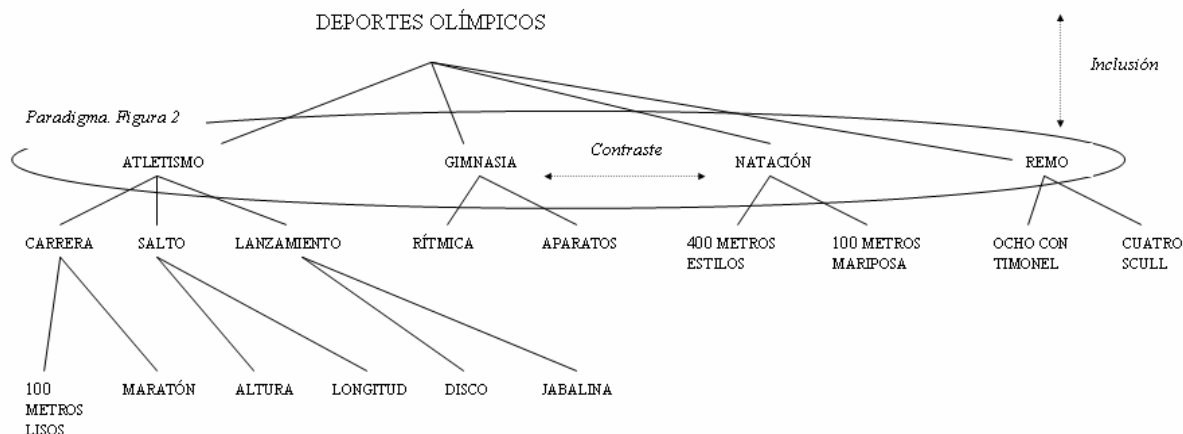 DEPORTES OLÍMPICOS
Inclusión
Paradigma. Figura 2
Contraste
ATLETISMO
GIMNASIA
NATACIÓN
REMO
CARRERA
SALTO
LANZAMIENTO
RÍTMICA
APARATOS
400 METROS
ESTILOS
100 METROS
MARIPOSA
OCHO CON
TIMONEL
CUATRO
SCULL
100
METROS
LISOS
MARATÓN
ALTURA
LONGITUD
DISCO
JABALINA